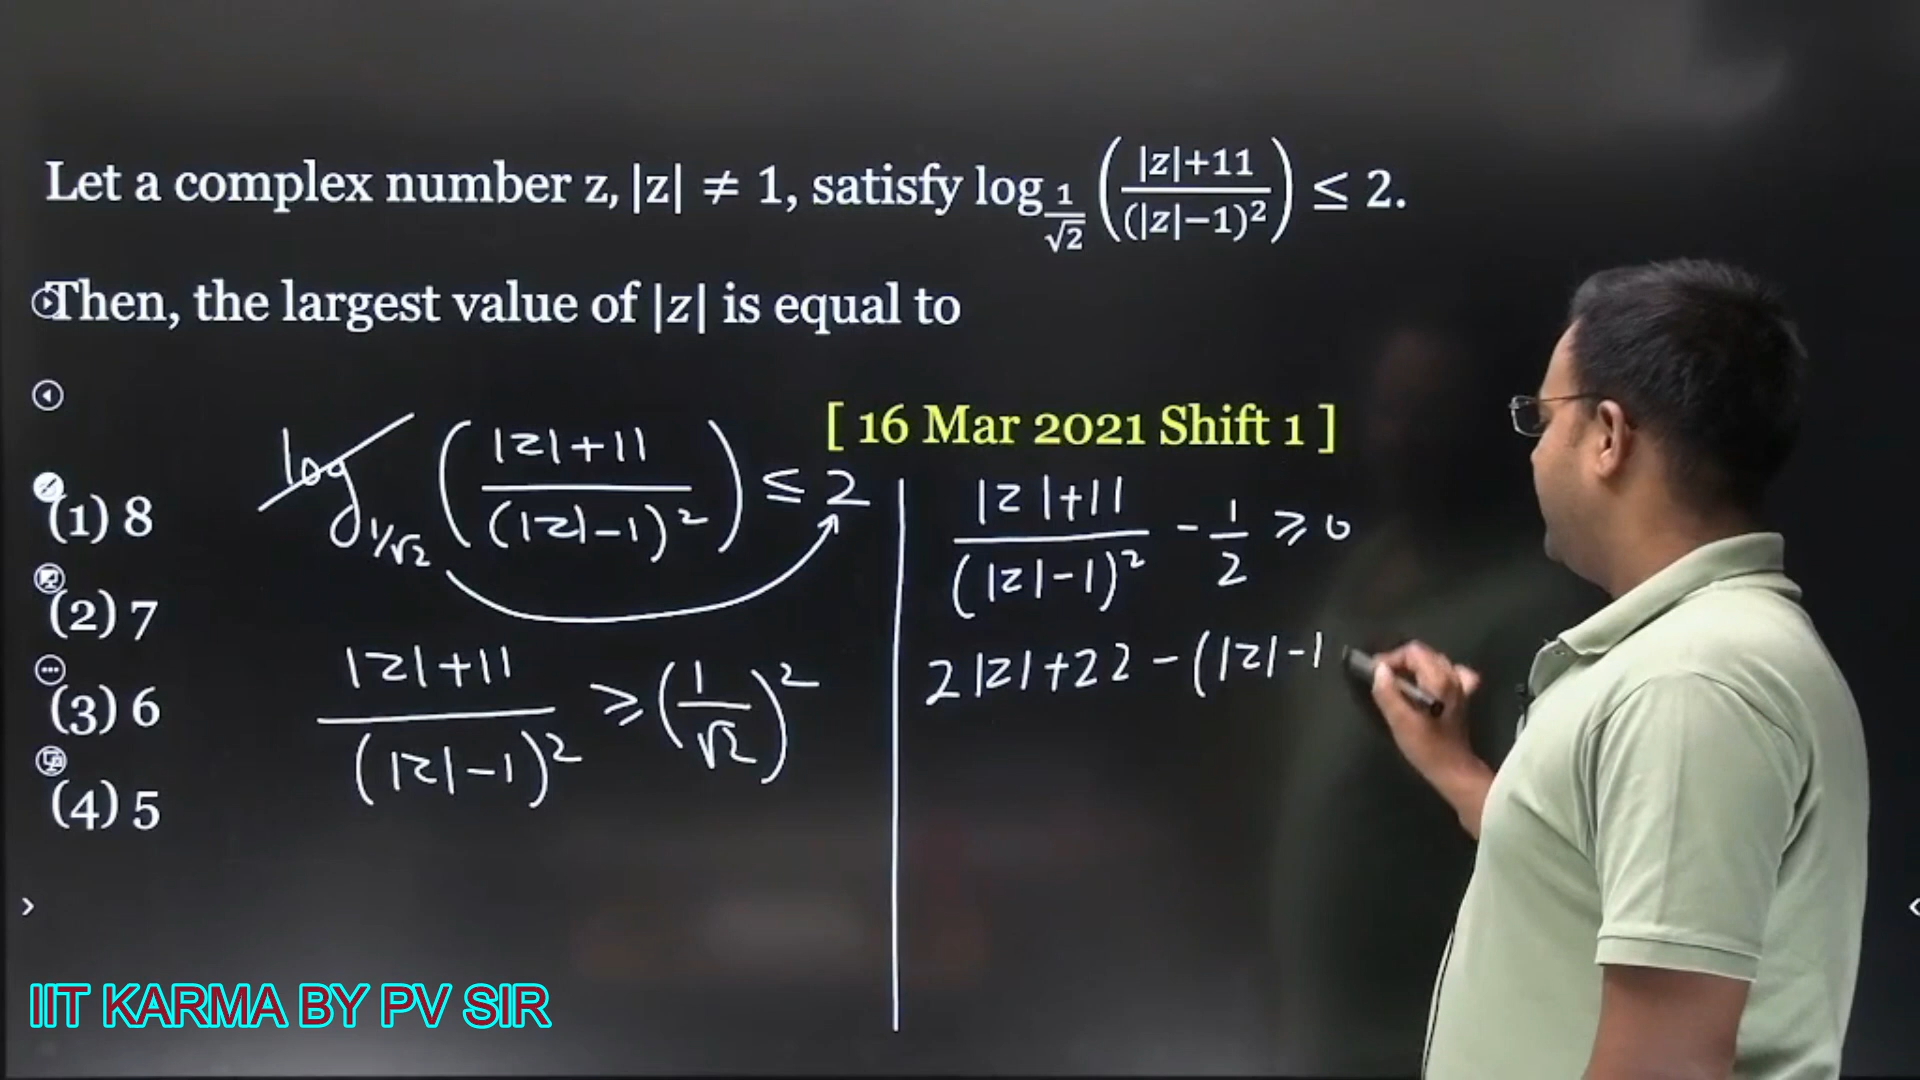 Let a complex number z, |z| ≠ 1, satisfy log_{1/√2} ((|z|+11)/(|z|−1)²) ≤ 2.
Then, the largest value of |z| is equal to
[ 16 Mar 2021 Shift 1 ]
(1) 8
(2) 7
(3) 6
(4) 5
log_{1/√2} ((|z|+11)/(|z|−1)²) ≤ 2
(|z|+11)/(|z|−1)² ≥ (1/√2)²
(|z|+11)/(|z|−1)² − 1/2 ≥ 0
2|z|+22−(|z|−1
IIT KARMA BY PV SIR